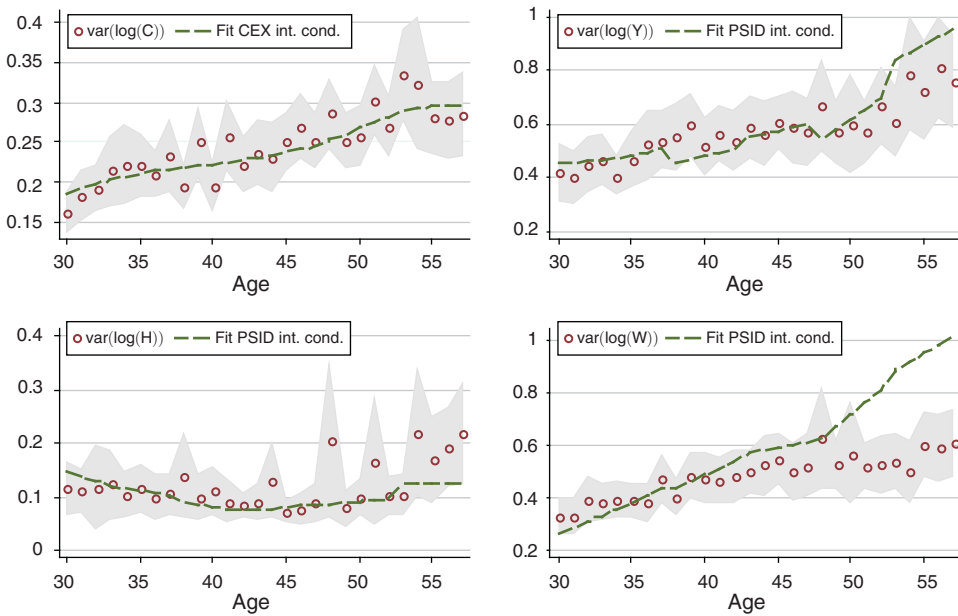 var(log(C)) Fit CEX int. cond.
0.4
0.35
0.3
0.25
0.2
0.15
30 35 40 45 50 55
Age
var(log(Y)) Fit PSID int. cond.
1
0.8
0.6
0.4
0.2
30 35 40 45 50 55
Age
var(log(H)) Fit PSID int. cond.
0.4
0.3
0.2
0.1
0
30 35 40 45 50 55
Age
var(log(W)) Fit PSID int. cond.
1
0.8
0.6
0.4
0.2
30 35 40 45 50 55
Age